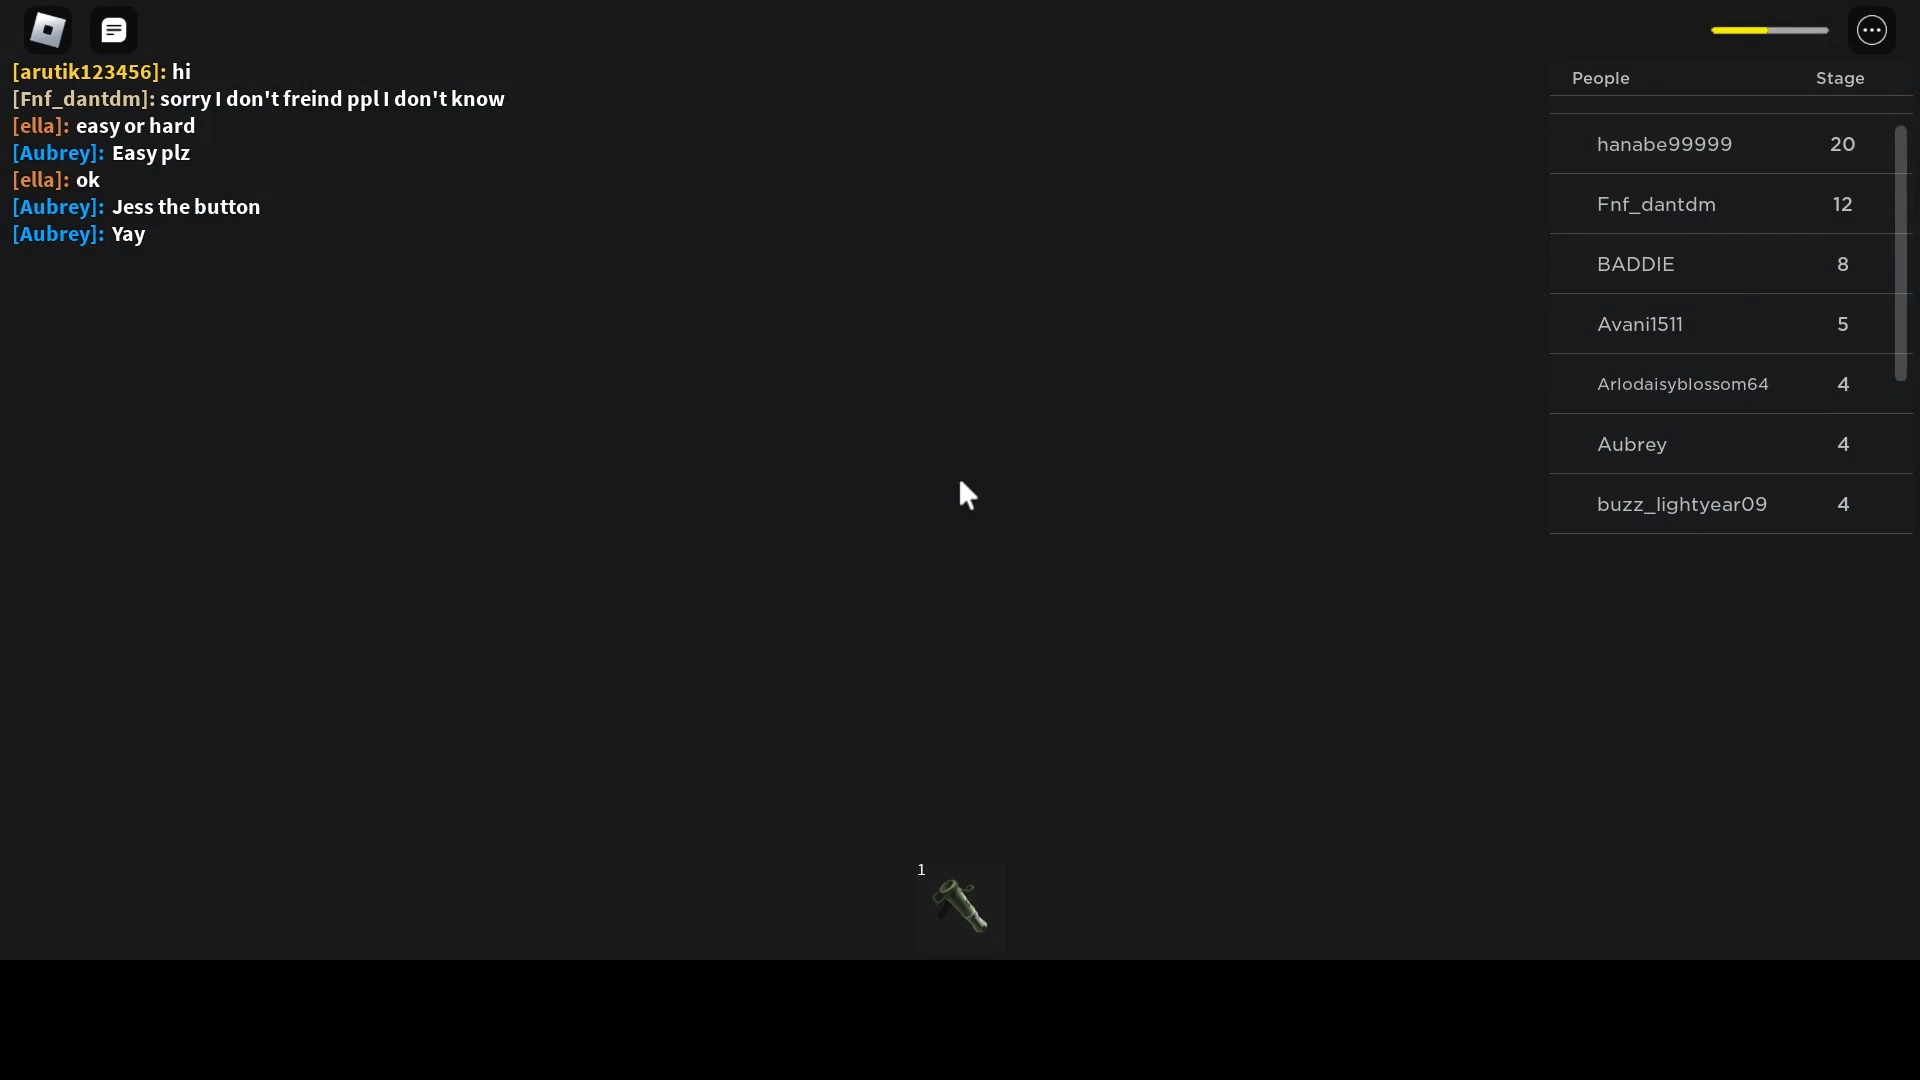 [arutik123456]: hi
[Fnf_dantdm]: sorry I don't freind ppl I don't know
[ella]: easy or hard
[Aubrey]: Easy plz
[ella]: ok
[Aubrey]: Jess the button
[Aubrey]: Yay
People Stage
hanabe99999 20
Fnf_dantdm 12
BADDIE 8
Avani1511 5
Arlodaisyblossom64 4
Aubrey 4
buzz_lightyear09 4
1